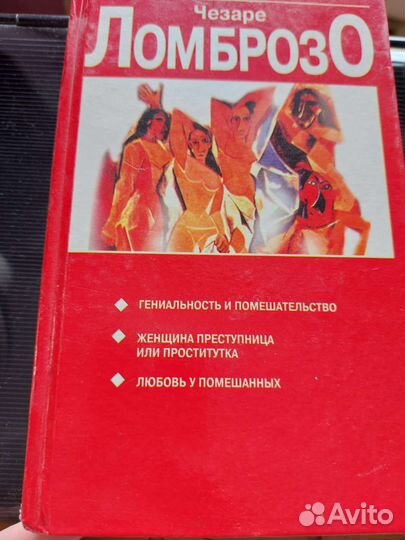 Чезаре
ЛОМБРОЗО
ГЕНИАЛЬНОСТЬ И ПОМЕШАТЕЛЬСТВО
ЖЕНЩИНА ПРЕСТУПНИЦА
ИЛИ ПРОСТИТУТКА
ЛЮБОВЬ У ПОМЕШАННЫХ
Avito